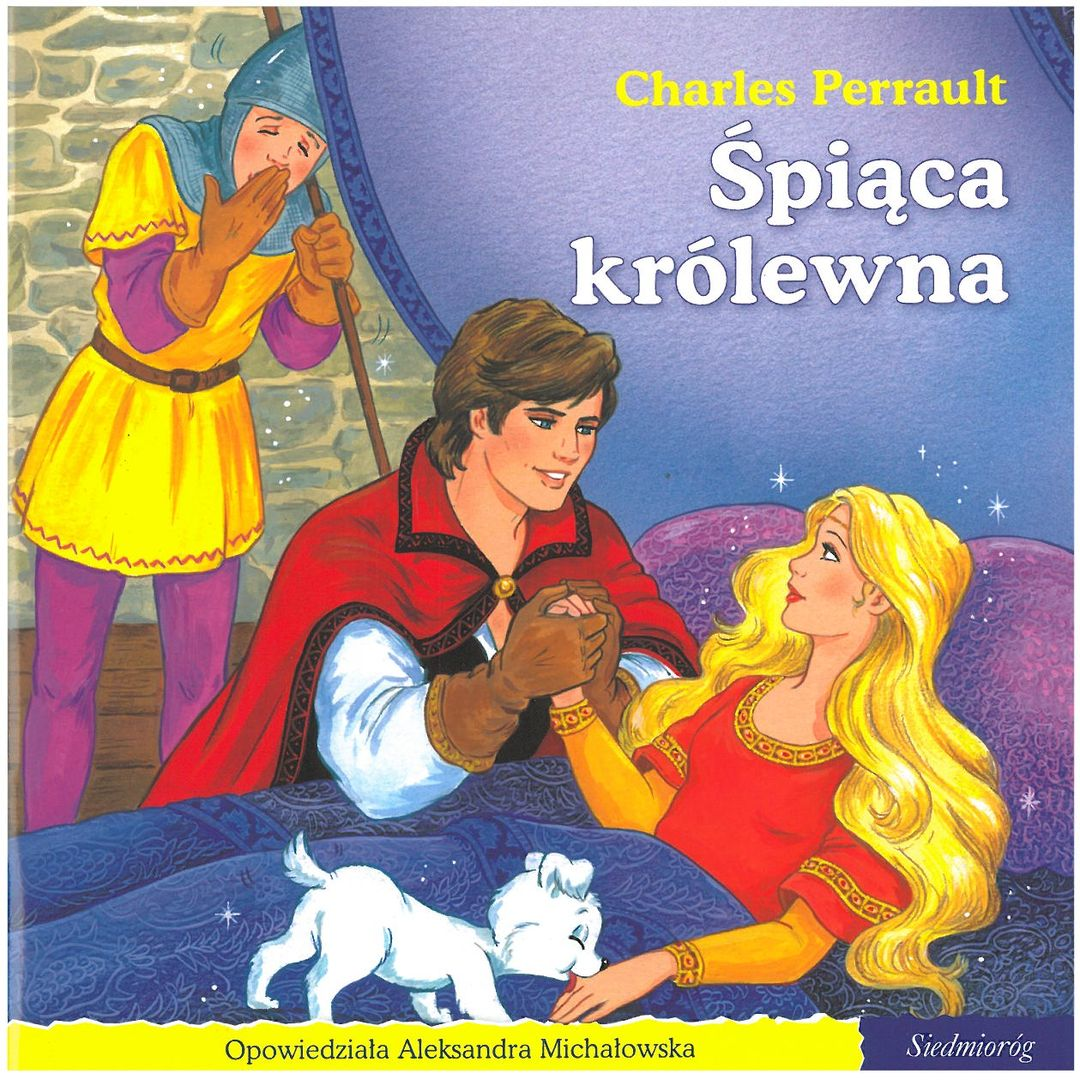 Charles Perrault
Śpiąca
królewna
Opowiedziała Aleksandra Michałowska
Siedmioróg